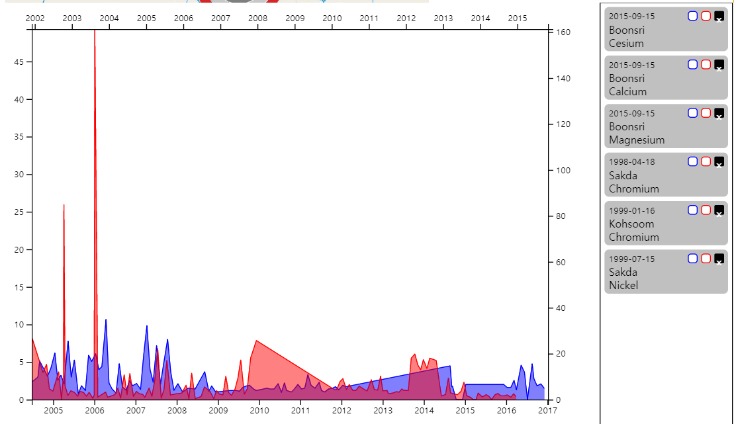 2002 2003 2004 2005 2006 2007 2008 2009 2010 2011 2012 2013 2014 2015
45
40
35
30
25
20
15
10
5
0
160
140
120
100
80
60
40
20
0
2005 2006 2007 2008 2009 2010 2011 2012 2013 2014 2015 2016 2017
2015-09-15
Boonsri
Cesium
2015-09-15
Boonsri
Calcium
2015-09-15
Boonsri
Magnesium
1998-04-18
Sakda
Chromium
1999-01-16
Kohsoom
Chromium
1999-07-15
Sakda
Nickel